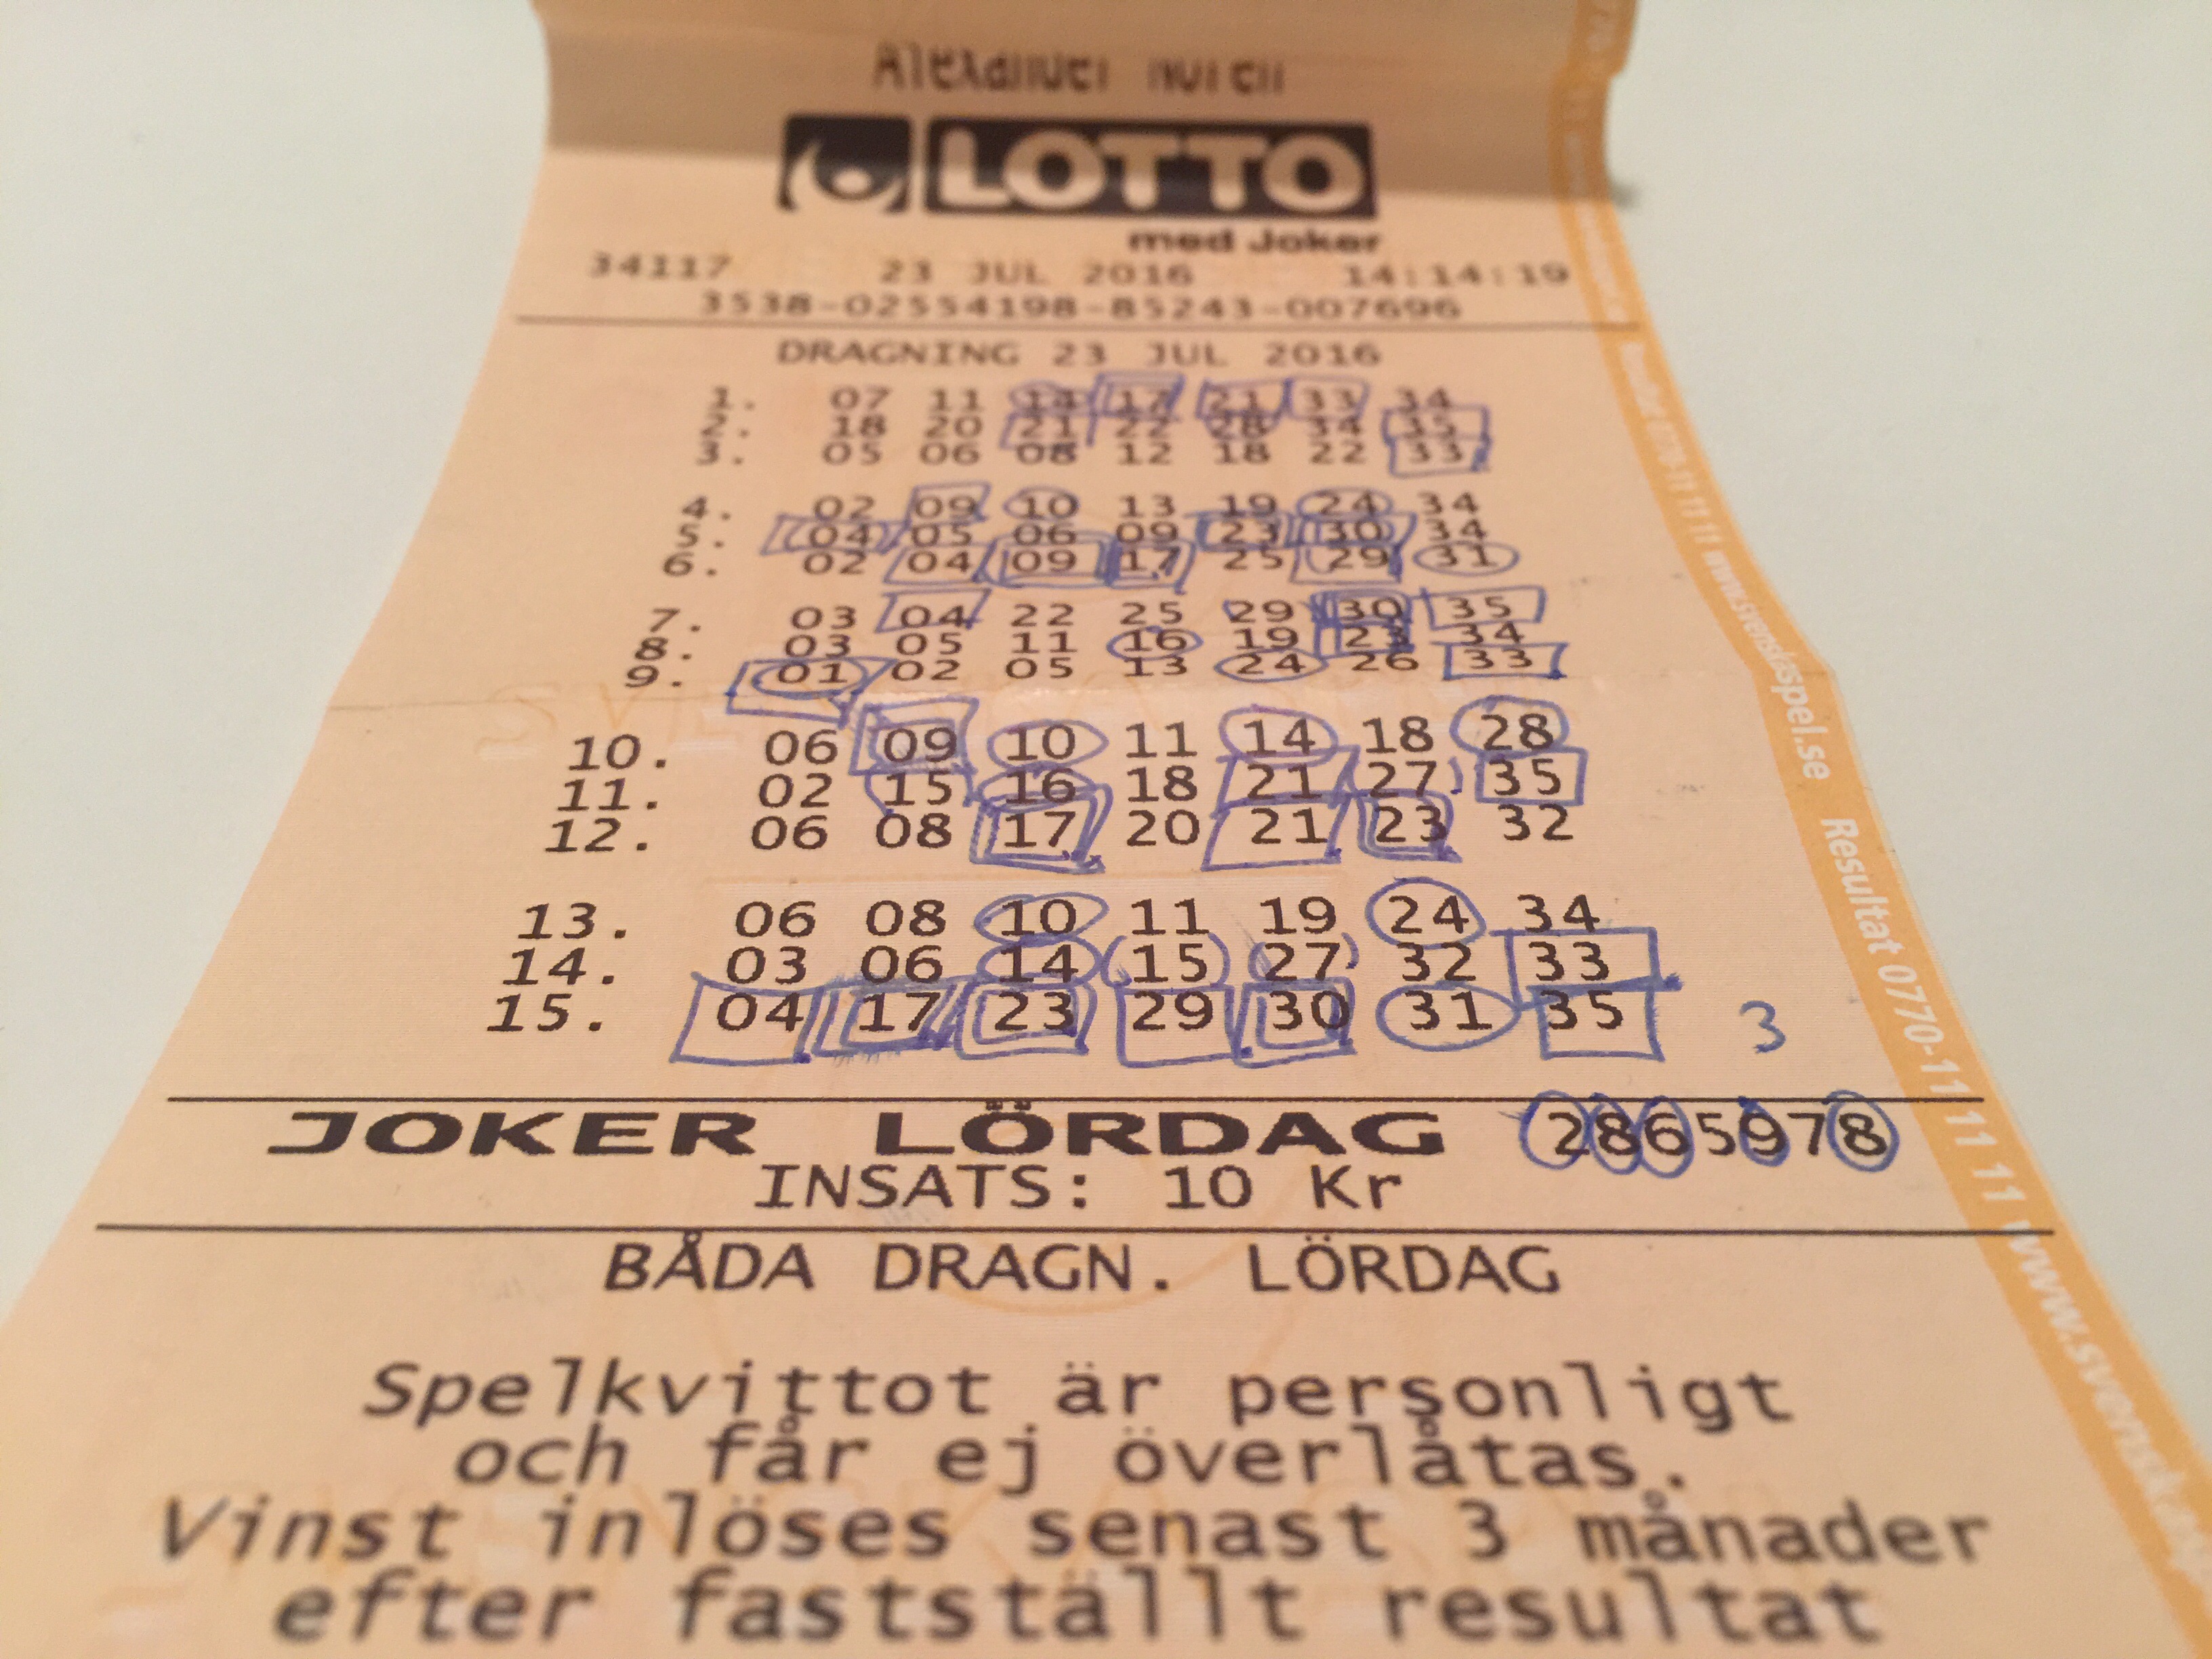 LOTTO
med Joker
34117 23 JUL 2016 14:14:19
3538-02554198-85243-007696
DRAGNING 23 JUL 2016
1. 07 11 14 17 21 33 34
2. 18 20 21 22 28 34 35
3. 05 06 08 12 18 22 33
4. 02 09 10 13 19 24 34
5. 04 05 06 09 23 30 34
6. 02 04 09 17 25 29 31
7. 03 04 22 25 29 30 35
8. 03 05 11 16 19 23 34
9. 01 02 05 13 24 26 33
10. 06 09 10 11 14 18 28
11. 02 15 16 18 21 27 35
12. 06 08 17 20 21 23 32
13. 06 08 10 11 19 24 34
14. 03 06 14 15 27 32 33
15. 04 17 23 29 30 31 35 3
JOKER LÖRDAG 2865978
INSATS: 10 Kr
BÅDA DRAGN. LÖRDAG
Spelkvittot är personligt
och får ej överlåtas.
Vinst inlöses senast 3 månader
efter fastställt resultat
www.svenskaspel.se Resultat 0770-11 11 11 www.svenskaspel